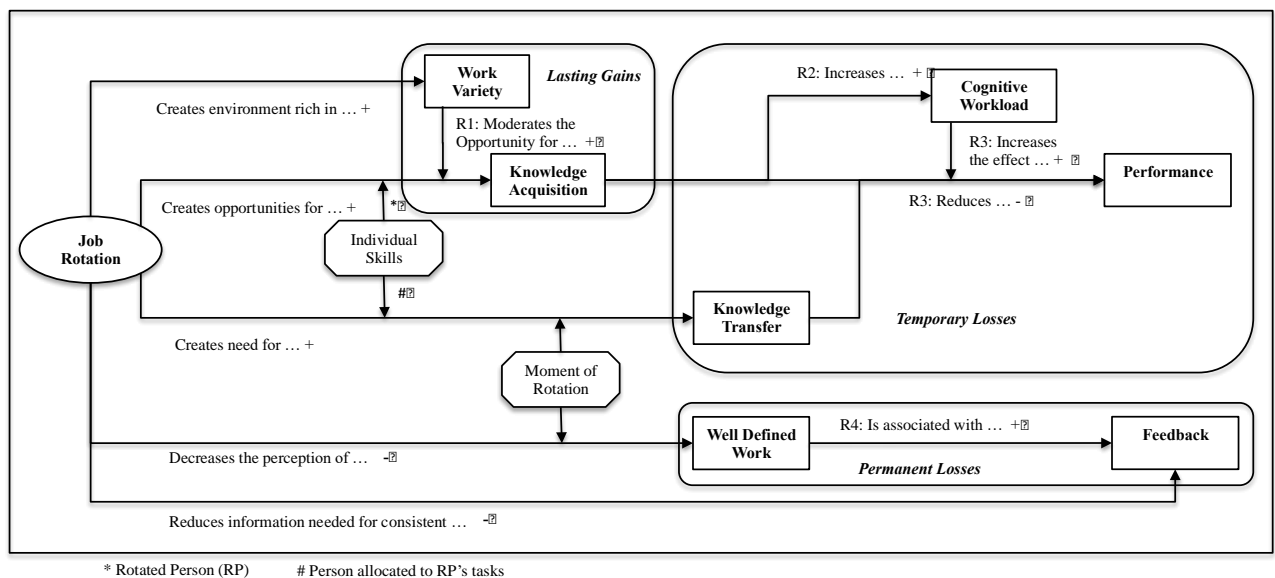 Work
Variety
Lasting Gains
Creates environment rich in … +
R1: Moderates the
Opportunity for … +
Knowledge
Acquisition
R2: Increases … +
Cognitive
Workload
R3: Increases
the effect … +
Performance
R3: Reduces … -
Creates opportunities for … +
*
Individual
Skills
#
Job
Rotation
Creates need for … +
Knowledge
Transfer
Temporary Losses
Moment of
Rotation
Well Defined
Work
R4: Is associated with … +
Feedback
Permanent Losses
Decreases the perception of … -
Reduces information needed for consistent … -
* Rotated Person (RP) # Person allocated to RP's tasks